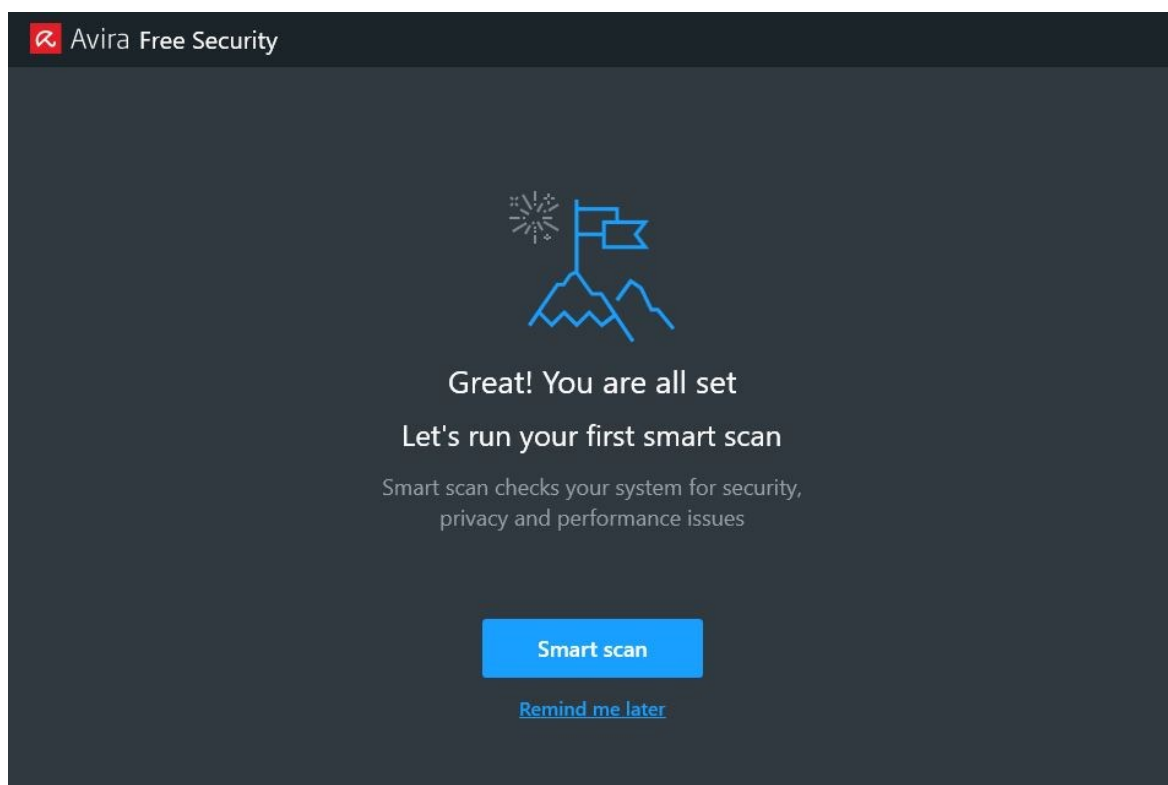 Avira Free Security
Great! You are all set
Let's run your first smart scan
Smart scan checks your system for security,
privacy and performance issues
Smart scan
Remind me later